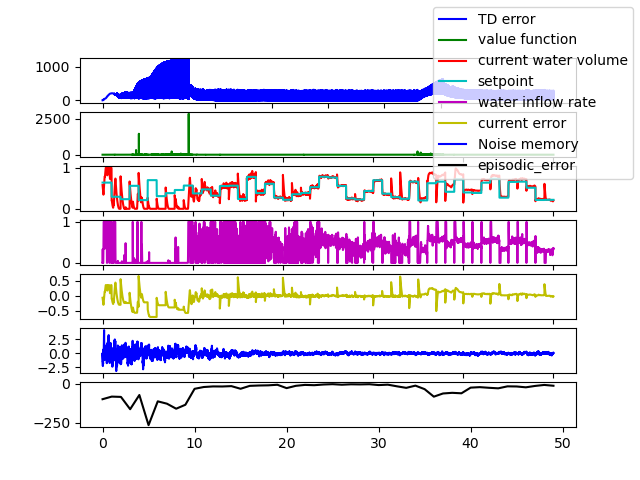 TD error
value function
current water volume
setpoint
water inflow rate
current error
Noise memory
episodic_error
1000
0
2500
0
1
0
1
0
0.5
0.0
−0.5
2.5
0.0
−2.5
0
−250
0 10 20 30 40 50